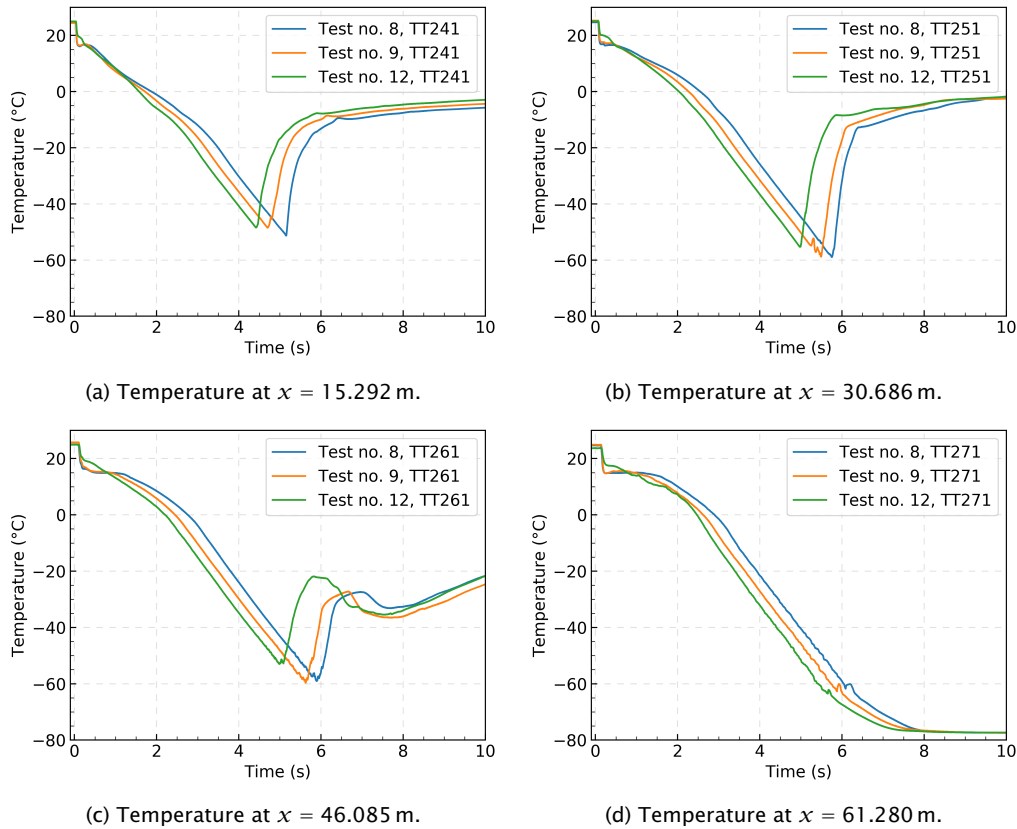 Test no. 8, TT241
Test no. 9, TT241
Test no. 12, TT241
Temperature (°C)
20
0
−20
−40
−60
−80
0 2 4 6 8 10
Time (s)
(a) Temperature at x = 15.292 m.
Test no. 8, TT251
Test no. 9, TT251
Test no. 12, TT251
Temperature (°C)
20
0
−20
−40
−60
−80
0 2 4 6 8 10
Time (s)
(b) Temperature at x = 30.686 m.
Test no. 8, TT261
Test no. 9, TT261
Test no. 12, TT261
Temperature (°C)
20
0
−20
−40
−60
−80
0 2 4 6 8 10
Time (s)
(c) Temperature at x = 46.085 m.
Test no. 8, TT271
Test no. 9, TT271
Test no. 12, TT271
Temperature (°C)
20
0
−20
−40
−60
−80
0 2 4 6 8 10
Time (s)
(d) Temperature at x = 61.280 m.